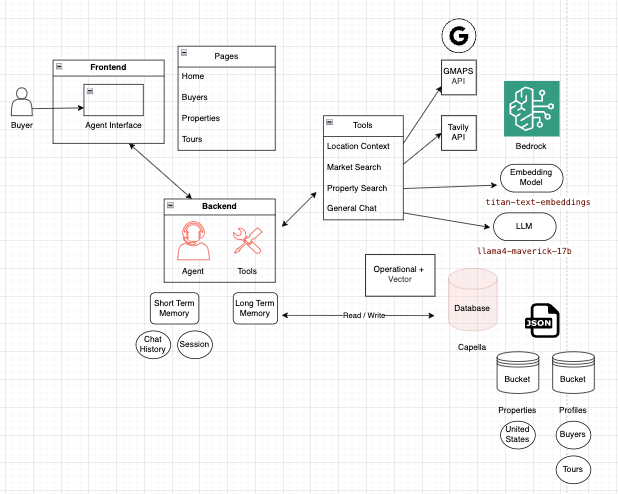 Frontend
Agent Interface
Buyer
Pages
Home
Buyers
Properties
Tours
G
GMAPS
API
Tavily
API
Bedrock
Tools
Location Context
Market Search
Property Search
General Chat
Embedding
Model
titan-text-embeddings
LLM
llama4-maverick-17b
Backend
Agent
Tools
Short Term
Memory
Long Term
Memory
Chat
History
Session
Operational +
Vector
Read / Write
Database
Capella
JSON
Bucket
Bucket
Properties
Profiles
United
States
Buyers
Tours